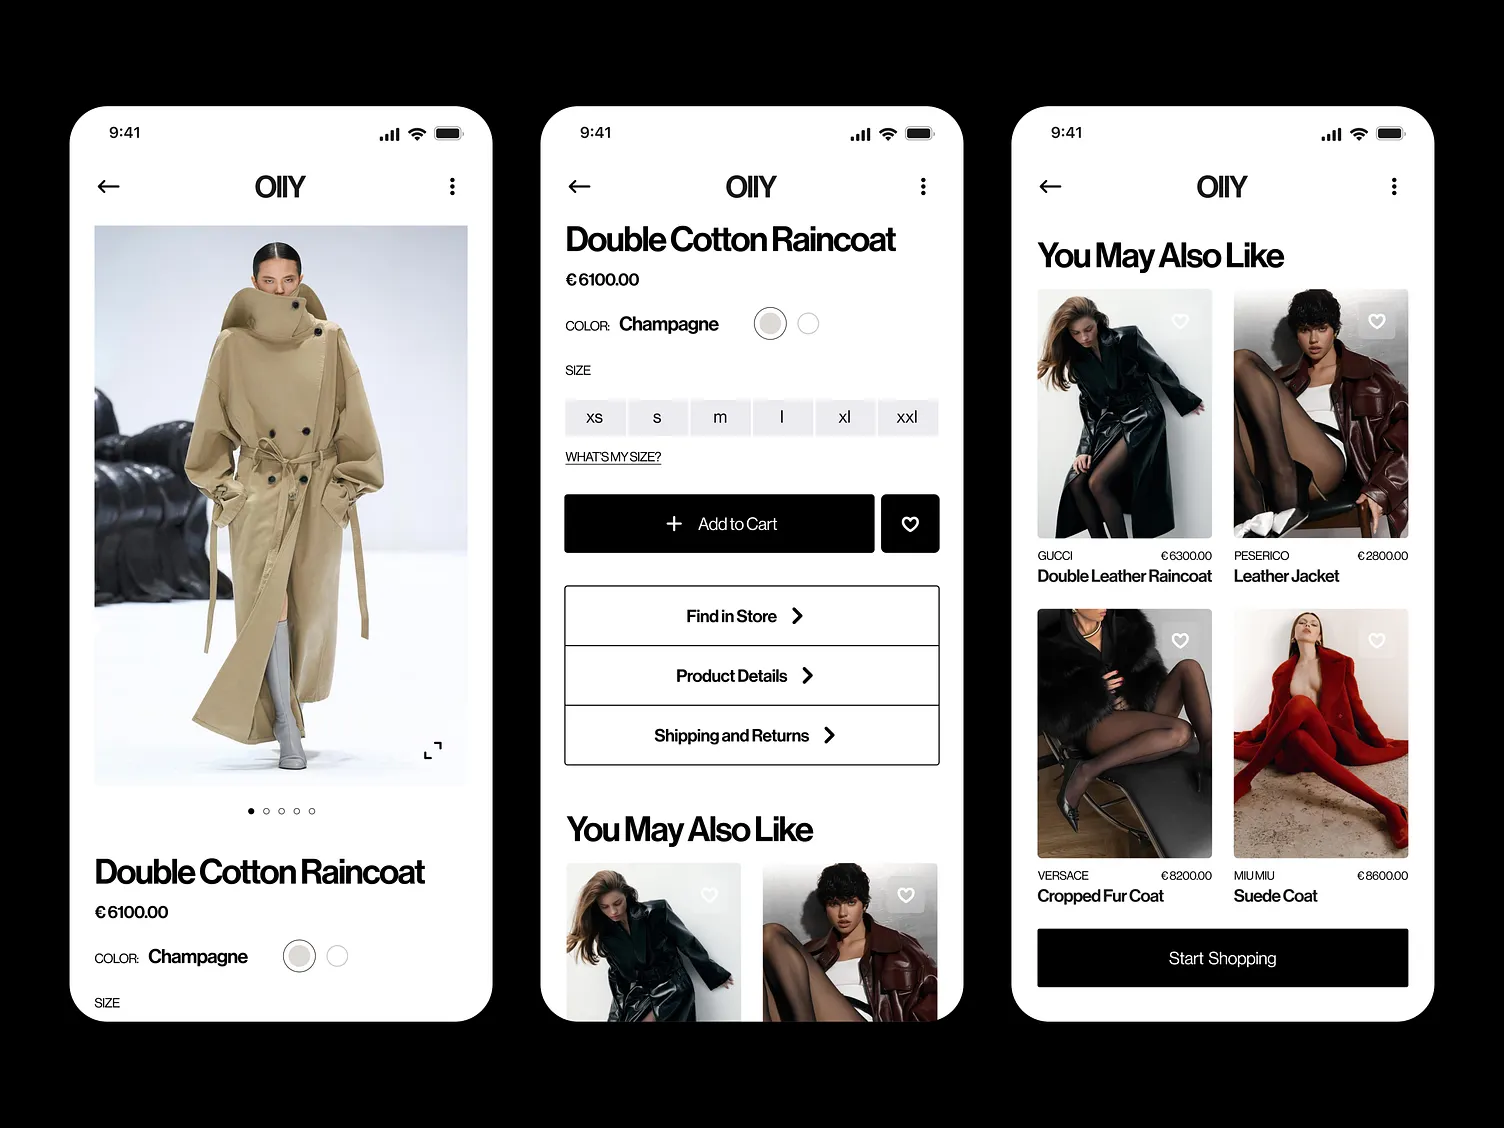 9:41
OllY
Double Cotton Raincoat
€6100.00
COLOR: Champagne
SIZE
9:41
OllY
Double Cotton Raincoat
€6100.00
COLOR: Champagne
SIZE
xs s m l xl xxl
WHAT'S MY SIZE?
+ Add to Cart
Find in Store
Product Details
Shipping and Returns
You May Also Like
9:41
OllY
You May Also Like
GUCCI €6300.00
Double Leather Raincoat
PESERICO €2800.00
Leather Jacket
VERSACE €8200.00
Cropped Fur Coat
MIU MIU €8600.00
Suede Coat
Start Shopping